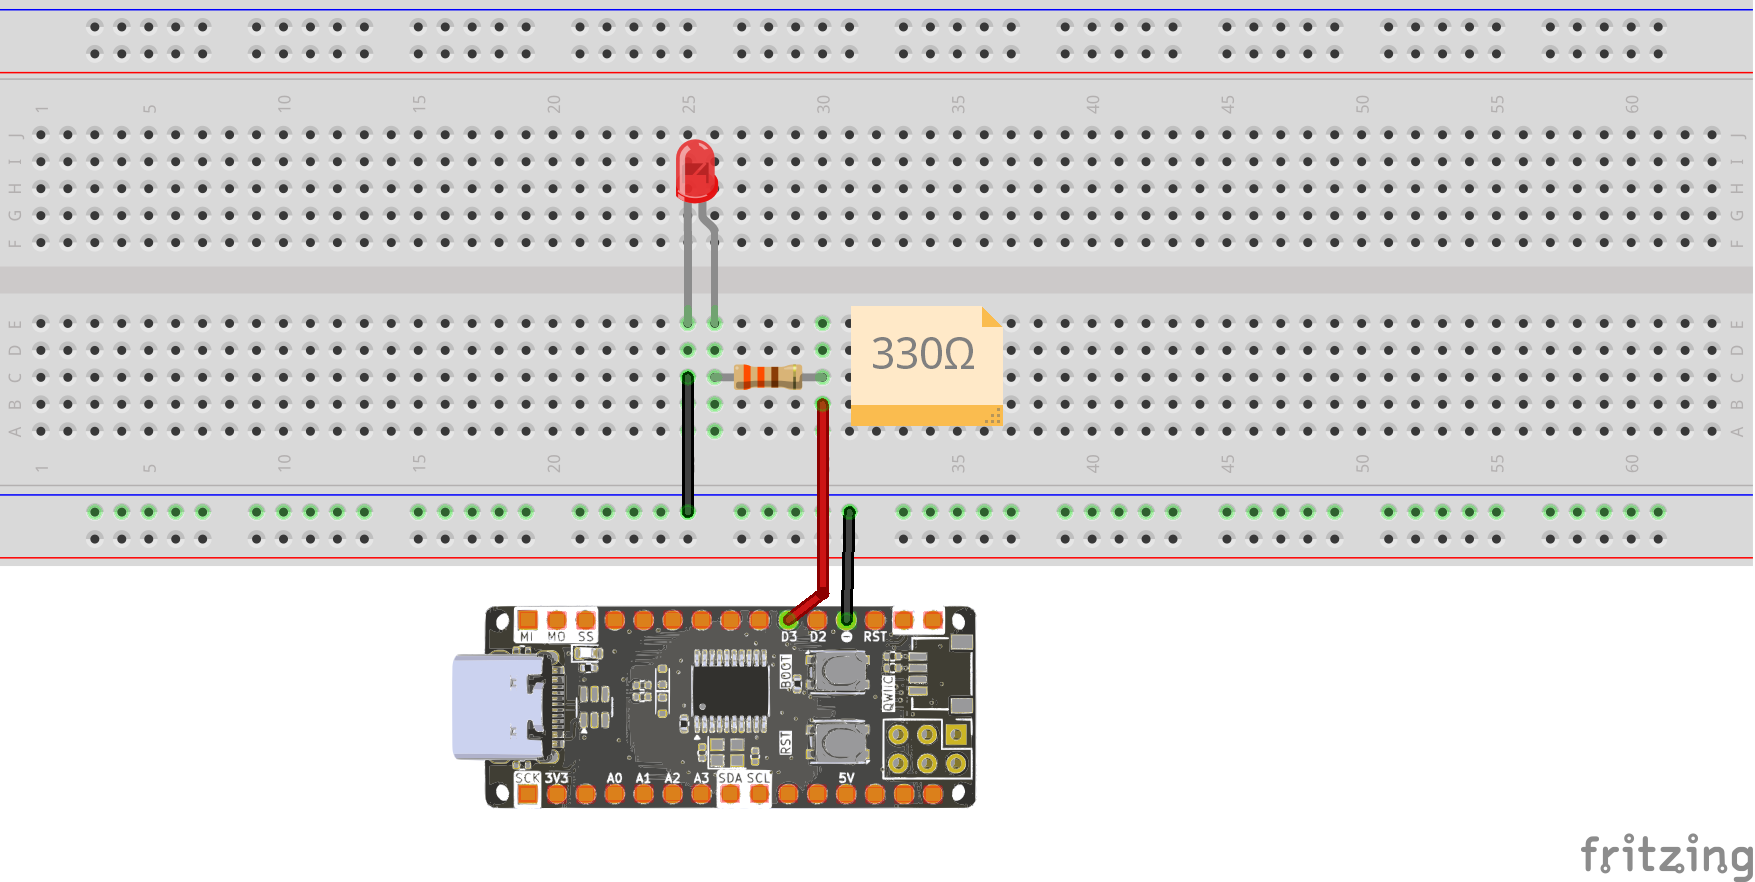 1 5 10 15 20 25 30 35 40 45 50 55 60
J J
I I
H H
G G
F F
E E
D D
C C
B B
A A
330Ω
1 5 10 15 20 35 40 45 50 55 60
MI MO SS D3 D2 RST
BOOT
QWIIC
RST
SCK 3V3 A0 A1 A2 A3 SDA SCL 5V
fritzing